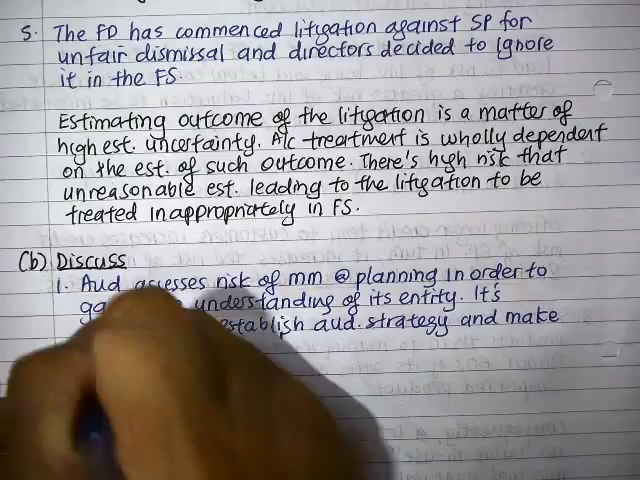 5. The FD has commenced litigation against SP for
unfair dismissal and directors decided to ignore
it in the FS.
Estimating outcome of the litigation is a matter of
high est. uncertainty. A/c treatment is wholly dependent
on the est. of such outcome. There's high risk that
unreasonable est. leading to the litigation to be
treated inappropriately in FS.
(b) Discuss
1. Aud assesses risk of mm @ planning in order to
understanding of its entity. It's
establish aud. strategy and make